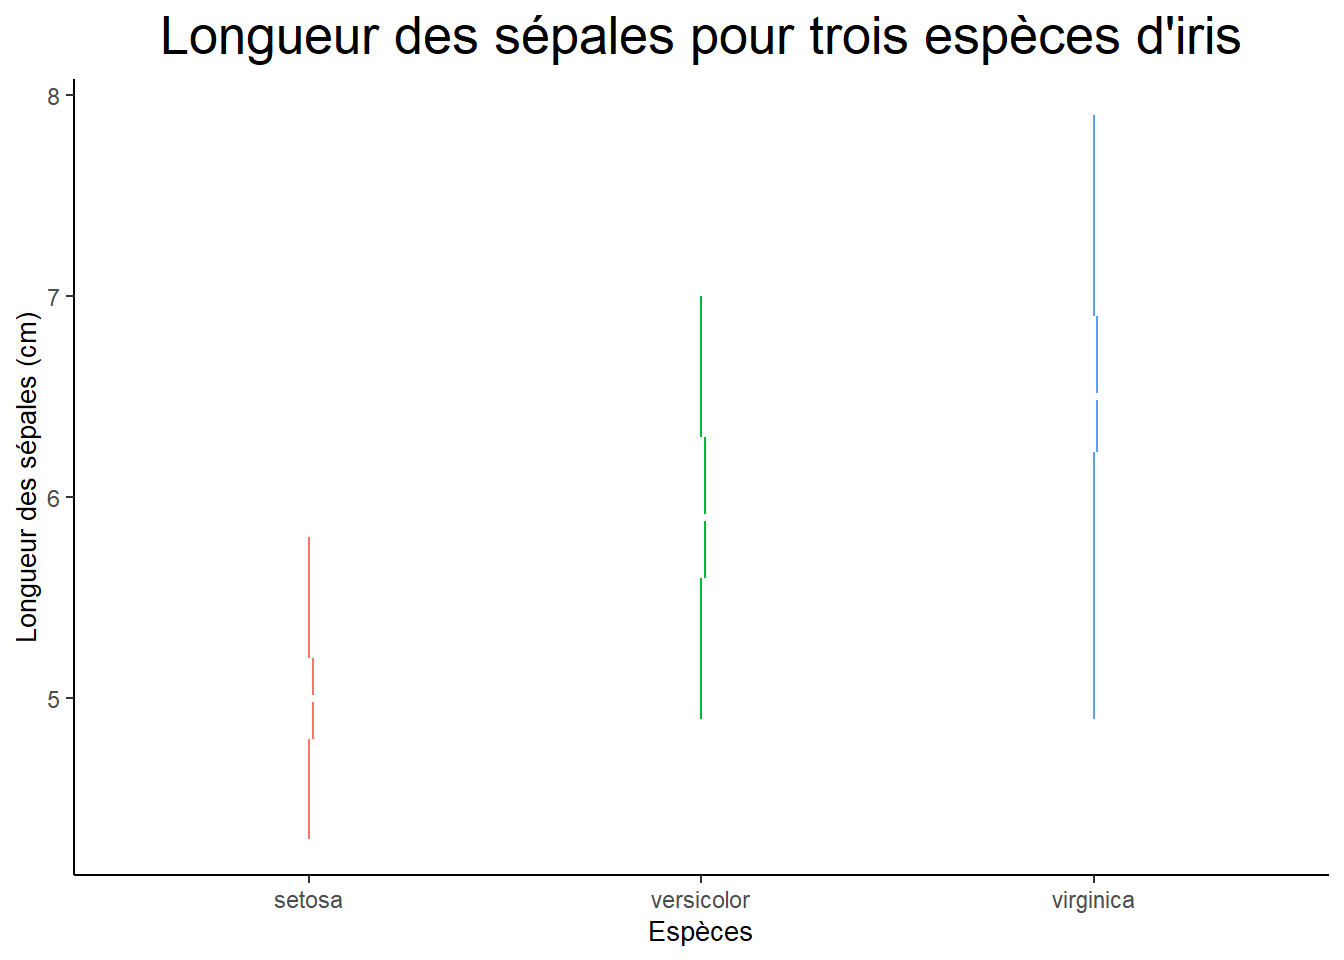 Longueur des sépales pour trois espèces d'iris
8
7
6
5
Longueur des sépales (cm)
setosa versicolor virginica
Espèces